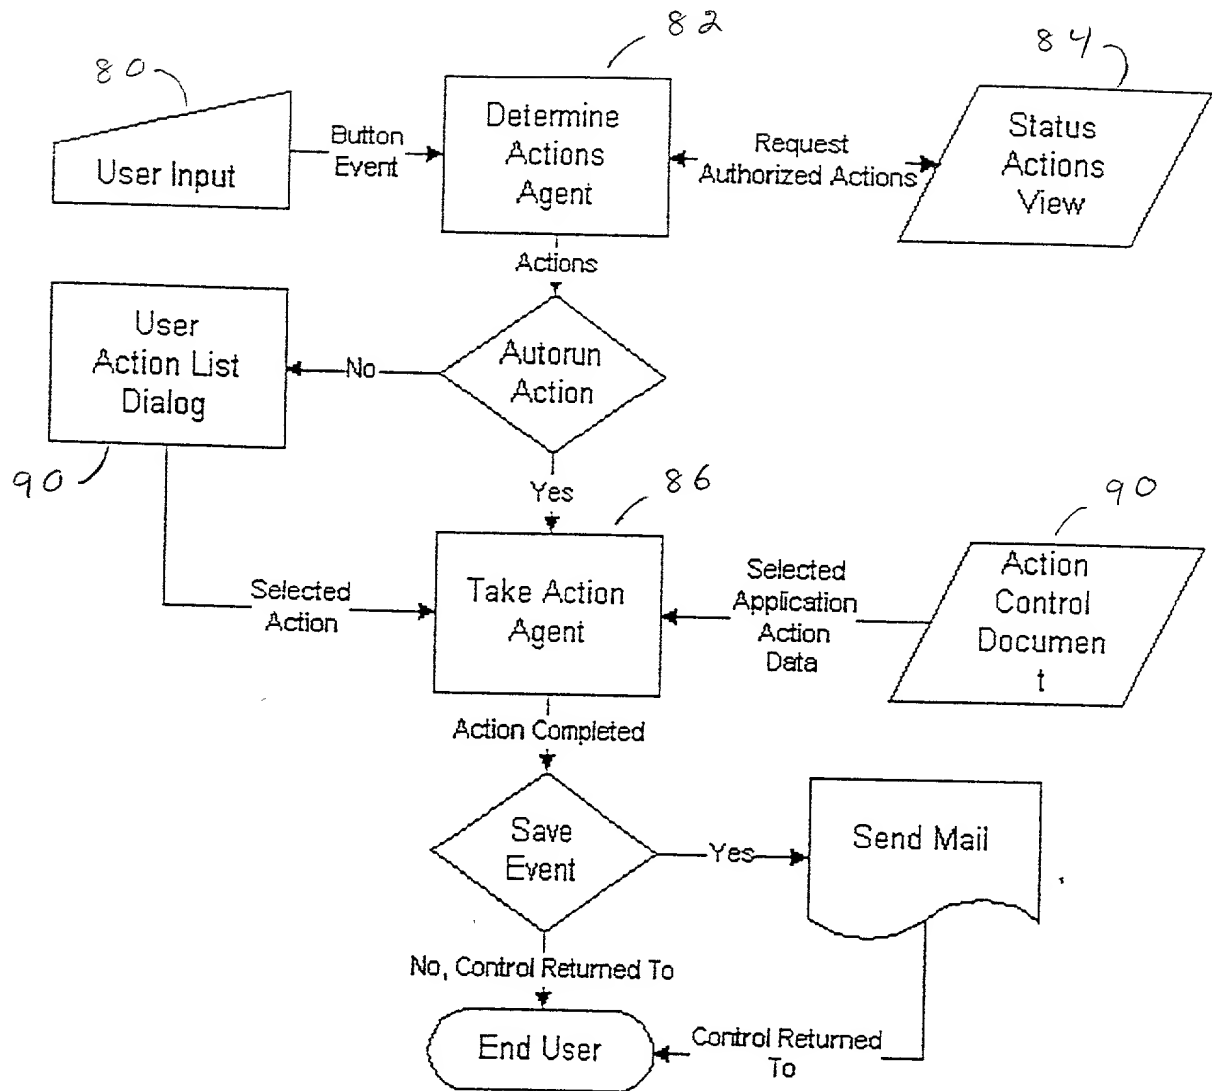 80
82
84
User Input
Button
Event
Determine
Actions
Agent
Request
Authorized Actions
Status
Actions
View
Actions
User
Action List
Dialog
90
No
Autorun
Action
Yes
86
90
Selected
Action
Take Action
Agent
Selected
Application
Action
Data
Action
Control
Documen
t
Action Completed
Save
Event
Yes
Send Mail
No, Control Returned To
End User
Control Returned
To